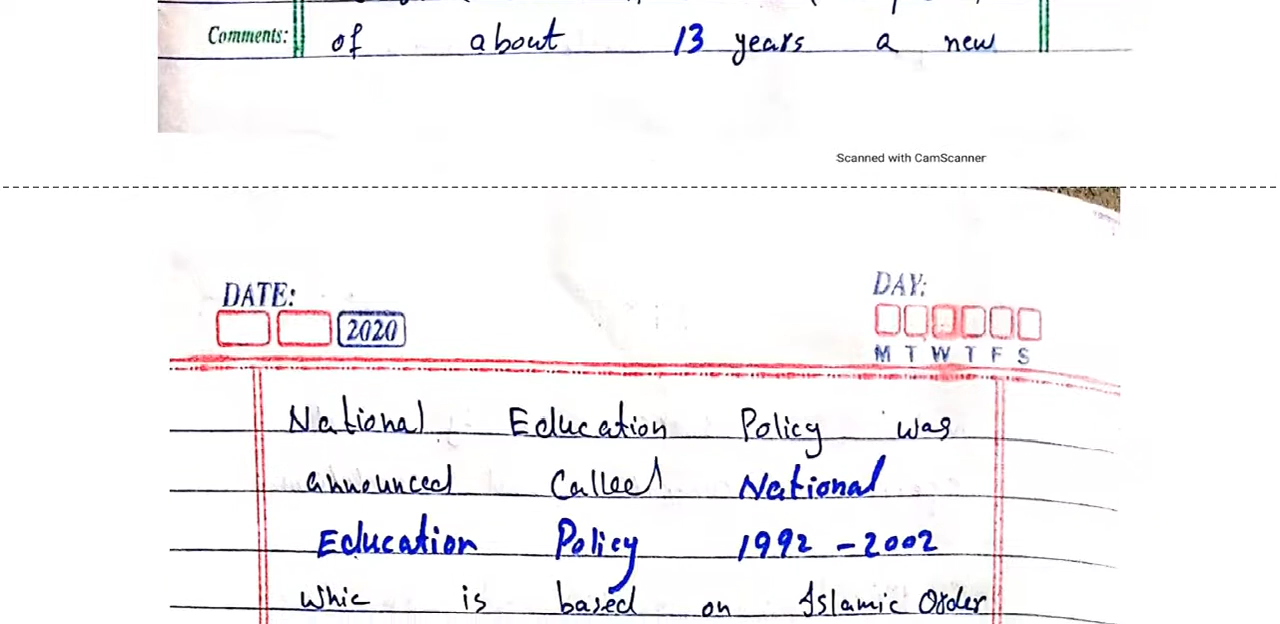 Comments: of about 13 years a new
Scanned with CamScanner
DATE:
DAY:
2020
M T W T F S
National Education Policy was
announced Called National
Education Policy 1992 - 2002
Whic is based on Islamic Order